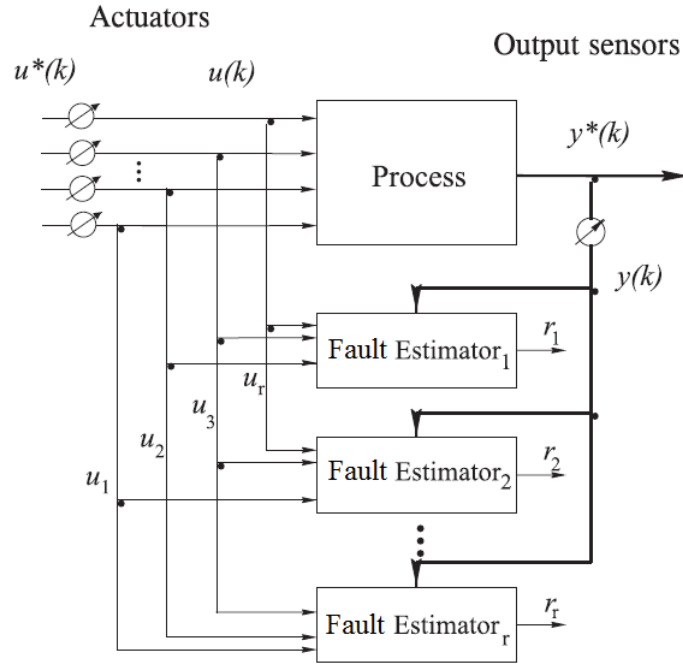 Actuators
Output sensors
u*(k)
u(k)
y*(k)
Process
y(k)
Fault Estimator1
r1
ur
u3
u2
u1
Fault Estimator2
r2
Fault Estimatorr
rr